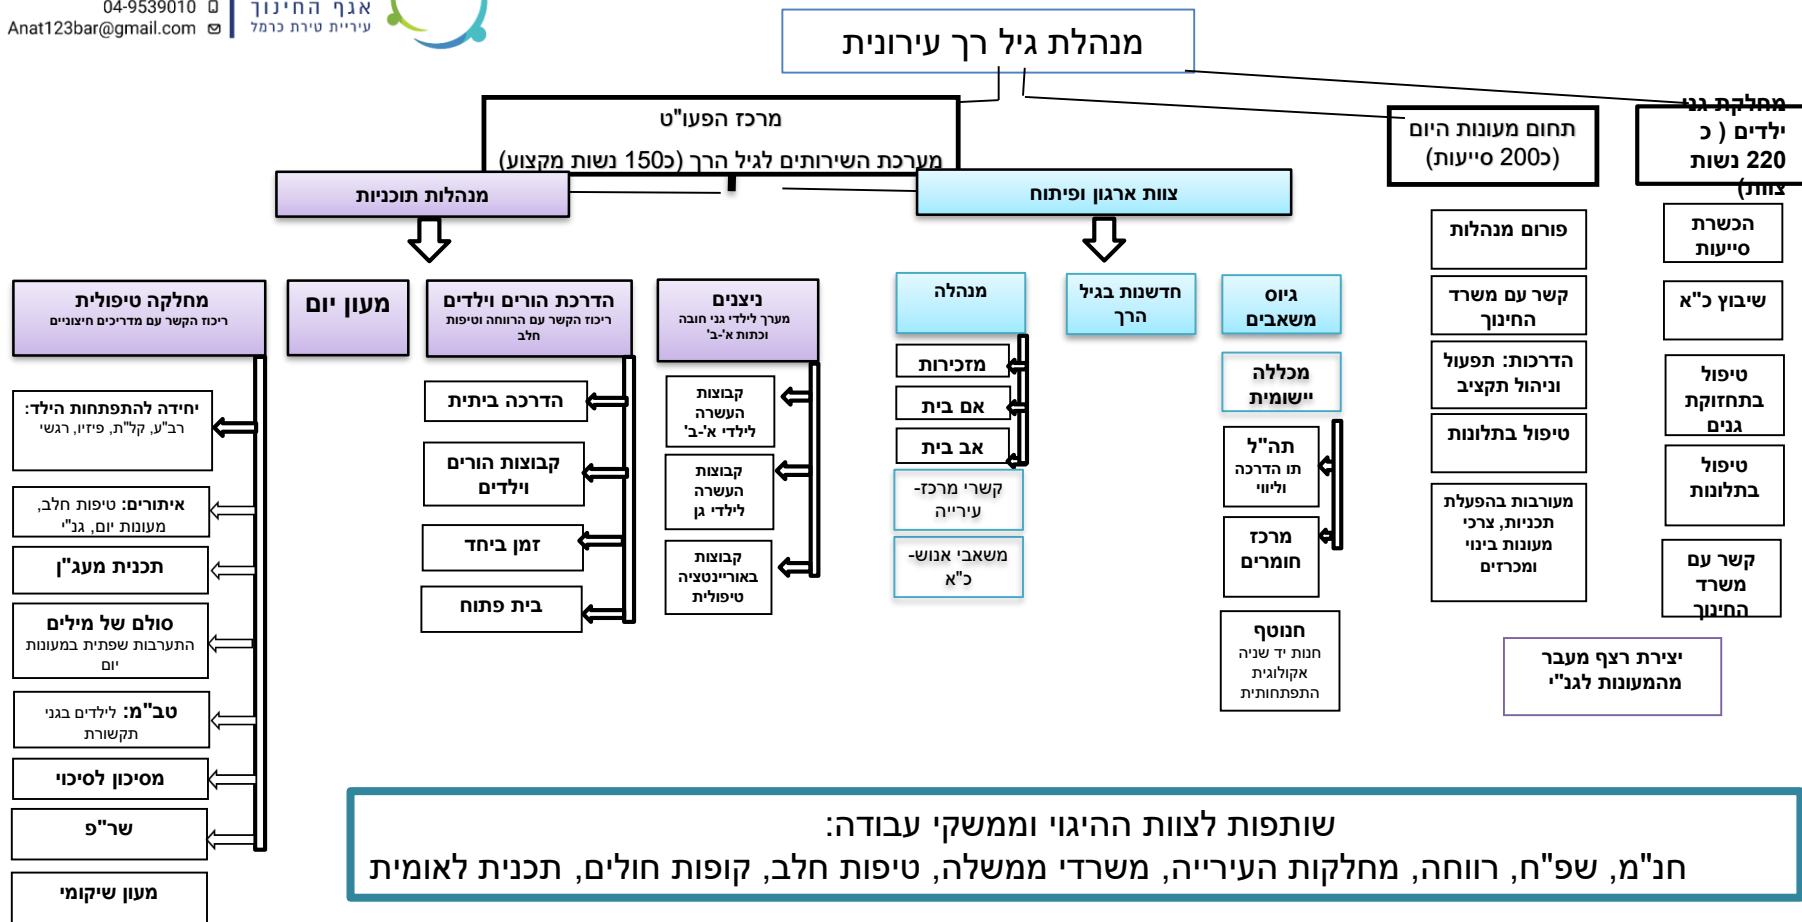 04-9539010
Anat123bar@gmail.com
אגף החינוך
עיריית טירת כרמל
מנהלת גיל רך עירונית
מחלקת גני
ילדים ( כ
220 נשות
צוות)
תחום מעונות היום
(כ200 סייעות)
מרכז הפעו"ט
מערכת השירותים לגיל הרך (כ150 נשות מקצוע)
צוות ארגון ופיתוח
מנהלות תוכניות
הכשרת
סייעות
שיבוץ כ"א
טיפול
בתחזוקת
גנים
טיפול
בתלונות
קשר עם
משרד
החינוך
פורום מנהלות
קשר עם משרד
החינוך
הדרכות: תפעול
וניהול תקציב
טיפול בתלונות
מעורבות בהפעלת
תכניות, צרכי
מעונות בינוי
ומכרזים
יצירת רצף מעבר
מהמעונות לגנ"י
גיוס
משאבים
מכללה
יישומית
תה"ל
תו הדרכה
וליווי
מרכז
חומרים
חנוטף
חנות יד שניה
אקולוגית
התפתחותית
חדשנות בגיל
הרך
מנהלה
מזכירות
אם בית
אב בית
קשרי מרכז-
עירייה
משאבי אנוש-
כ"א
ניצנים
מערך לילדי גני חובה
וכתות א'-ב'
קבוצות
העשרה
לילדי א'-ב'
קבוצות
העשרה
לילדי גן
קבוצות
באוריינטציה
טיפולית
הדרכת הורים וילדים
ריכוז הקשר עם הרווחה וטיפות
חלב
הדרכה ביתית
קבוצות הורים
וילדים
זמן ביחד
בית פתוח
מעון יום
מחלקה טיפולית
ריכוז הקשר עם מדריכים חיצוניים
יחידה להתפתחות הילד:
רב"ע, קל"ת, פיזיו, רגשי
איתורים: טיפות חלב,
מעונות יום, גנ"י
תכנית מעג"ן
סולם של מילים
התערבות שפתית במעונות
יום
טב"מ: לילדים בגני
תקשורת
מסיכון לסיכוי
שר"פ
מעון שיקומי
שותפות לצוות ההיגוי וממשקי עבודה:
חנ"מ, שפ"ח, רווחה, מחלקות העירייה, משרדי ממשלה, טיפות חלב, קופות חולים, תכנית לאומית